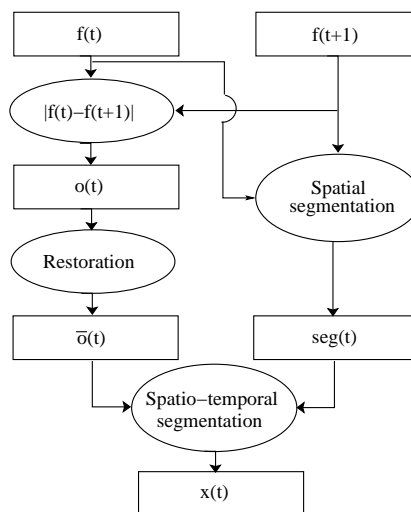 f(t)
f(t+1)
|f(t)−f(t+1)|
o(t)
Spatial
segmentation
Restoration
o̅(t)
seg(t)
Spatio−temporal
segmentation
x(t)